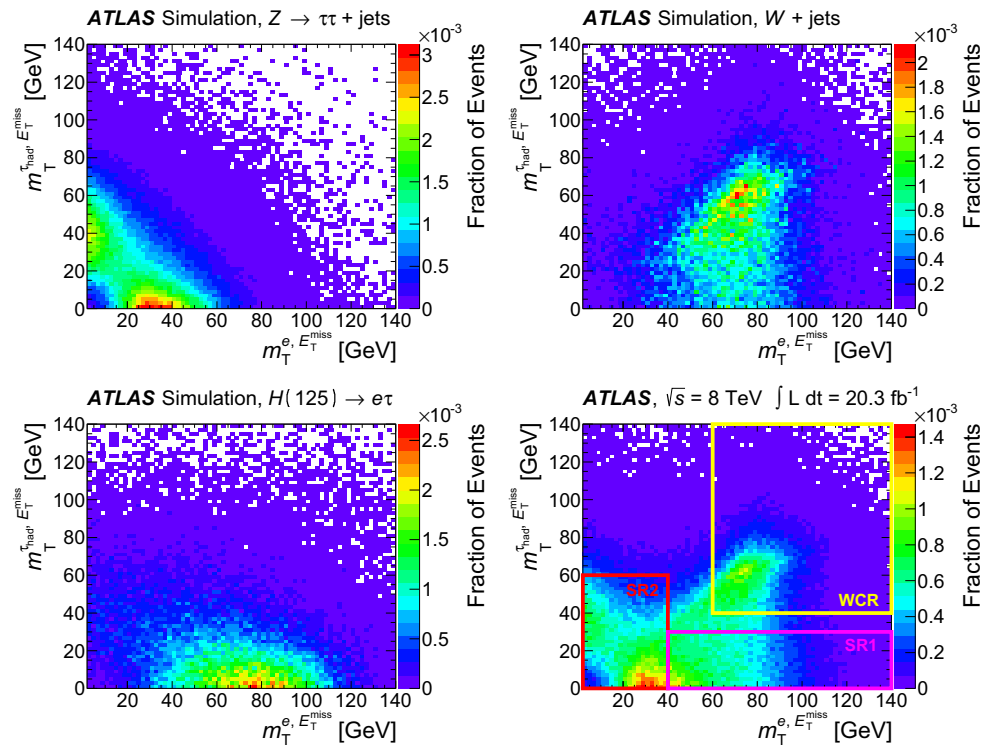 ATLAS Simulation, Z → ττ + jets
×10⁻³
m_T^{τ_had, E_T^miss} [GeV]
140
120
100
80
60
40
20
0
20 40 60 80 100 120 140
m_T^{e, E_T^miss} [GeV]
3
2.5
2
1.5
1
0.5
0
Fraction of Events
ATLAS Simulation, W + jets
×10⁻³
m_T^{τ_had, E_T^miss} [GeV]
140
120
100
80
60
40
20
0
20 40 60 80 100 120 140
m_T^{e, E_T^miss} [GeV]
2
1.8
1.6
1.4
1.2
1
0.8
0.6
0.4
0.2
0
Fraction of Events
ATLAS Simulation, H(125) → eτ
×10⁻³
m_T^{τ_had, E_T^miss} [GeV]
140
120
100
80
60
40
20
0
20 40 60 80 100 120 140
m_T^{e, E_T^miss} [GeV]
2.5
2
1.5
1
0.5
0
Fraction of Events
ATLAS, √s = 8 TeV ∫ L dt = 20.3 fb⁻¹
×10⁻³
m_T^{τ_had, E_T^miss} [GeV]
140
120
100
80
60
40
20
0
SR2
WCR
SR1
20 40 60 80 100 120 140
m_T^{e, E_T^miss} [GeV]
1.4
1.2
1
0.8
0.6
0.4
0.2
0
Fraction of Events